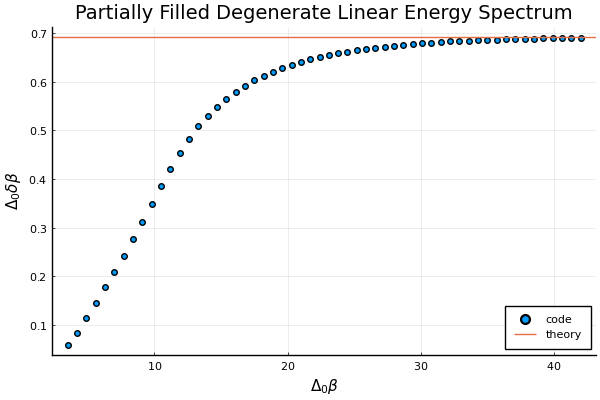 Partially Filled Degenerate Linear Energy Spectrum
0.7
0.6
0.5
0.4
0.3
0.2
0.1
Δ₀δβ
10 20 30 40
Δ₀β
code
theory